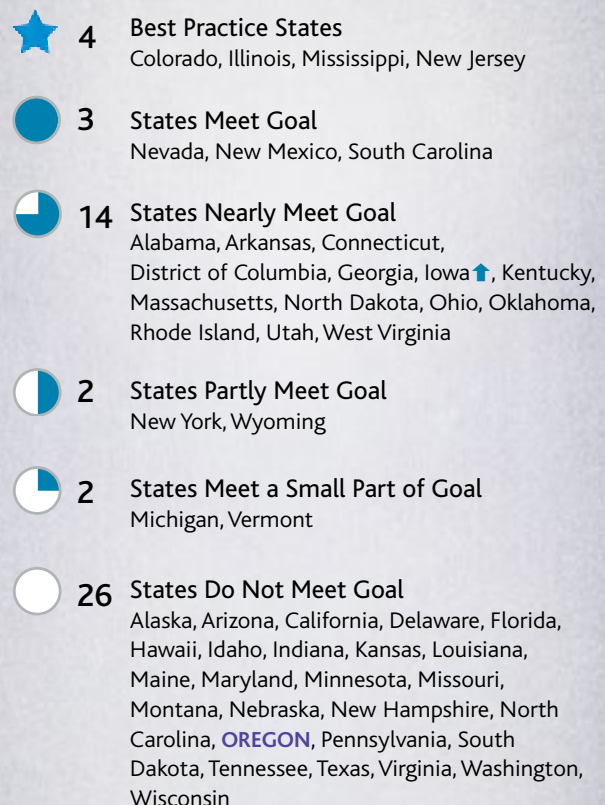 4 Best Practice States
Colorado, Illinois, Mississippi, New Jersey
3 States Meet Goal
Nevada, New Mexico, South Carolina
14 States Nearly Meet Goal
Alabama, Arkansas, Connecticut,
District of Columbia, Georgia, Iowa⬆, Kentucky,
Massachusetts, North Dakota, Ohio, Oklahoma,
Rhode Island, Utah, West Virginia
2 States Partly Meet Goal
New York, Wyoming
2 States Meet a Small Part of Goal
Michigan, Vermont
26 States Do Not Meet Goal
Alaska, Arizona, California, Delaware, Florida,
Hawaii, Idaho, Indiana, Kansas, Louisiana,
Maine, Maryland, Minnesota, Missouri,
Montana, Nebraska, New Hampshire, North
Carolina, OREGON, Pennsylvania, South
Dakota, Tennessee, Texas, Virginia, Washington,
Wisconsin